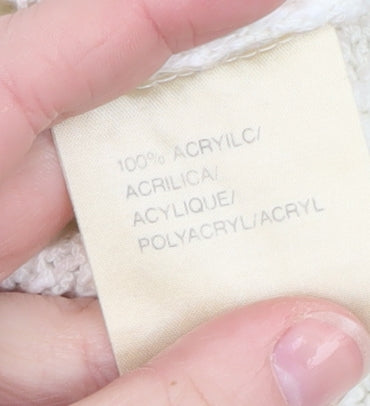 100% ACRYILC/
ACRILICA/
ACYLIQUE/
POLYACRYL/ACRYL